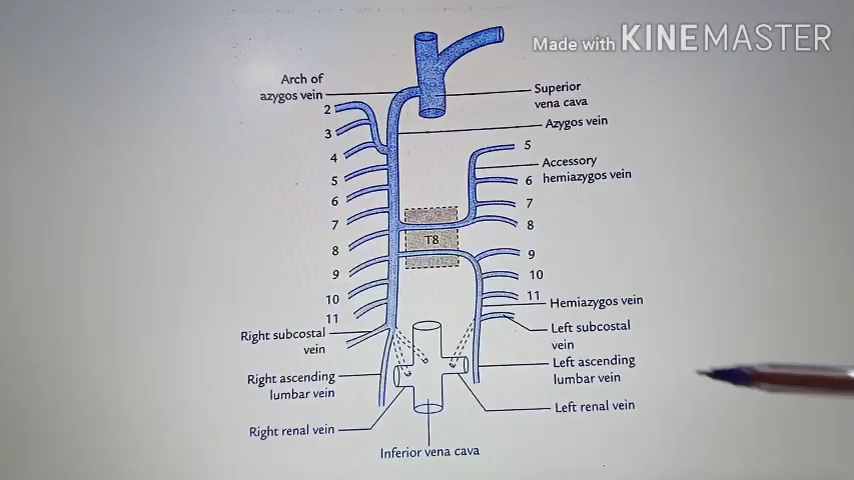 Made with KINEMASTER
Arch of
azygos vein
Superior
vena cava
Azygos vein
2
3
4
5
6
7
8
9
10
11
5
Accessory
hemiazygos vein
6
7
8
T8
9
10
11
Hemiazygos vein
Right subcostal
vein
Left subcostal
vein
Right ascending
lumbar vein
Left ascending
lumbar vein
Right renal vein
Left renal vein
Inferior vena cava